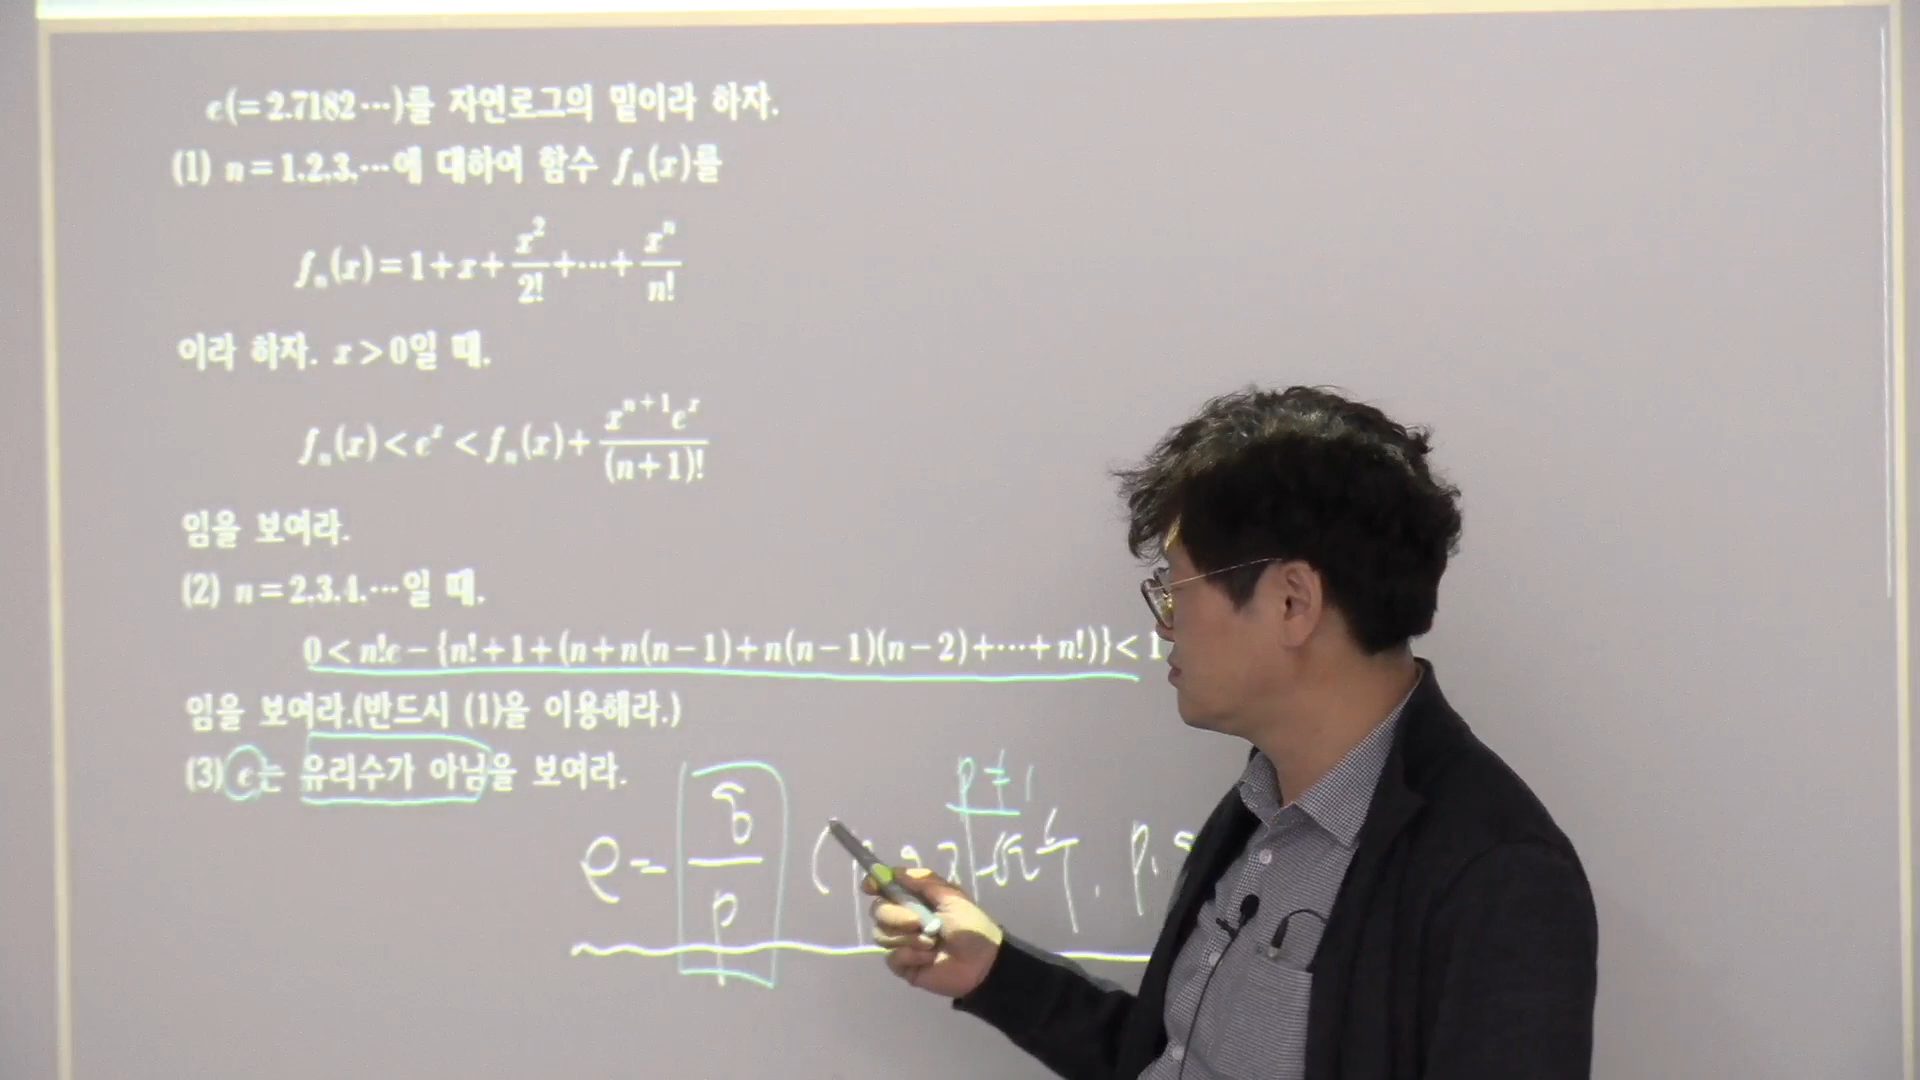 e(=2.7182⋯)를 자연로그의 밑이라 하자.
(1) n=1,2,3,⋯에 대하여 함수 fₙ(x)를
fₙ(x)=1+x+x²/2!+⋯+xⁿ/n!
이라 하자. x>0일 때,
fₙ(x)<eˣ<fₙ(x)+xⁿ⁺¹eˣ/(n+1)!
임을 보여라.
(2) n=2,3,4,⋯일 때,
0<n!e-{n!+1+(n+n(n-1)+n(n-1)(n-2)+⋯+n!)}<1
임을 보여라.(반드시 (1)을 이용해라.)
(3) e는 유리수가 아님을 보여라.
p≠1
e=q/p